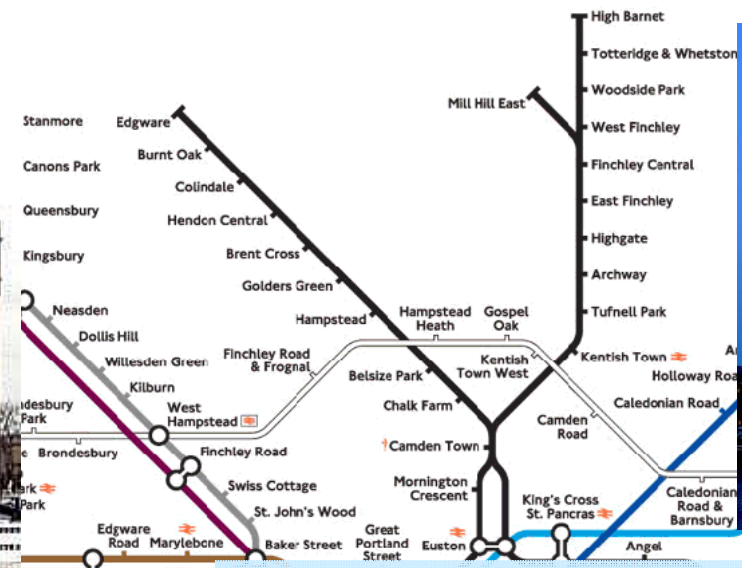 High Barnet
Totteridge & Whetston
Woodside Park
Mill Hill East
West Finchley
Finchley Central
East Finchley
Highgate
Archway
Tufnell Park
Kentish Town
Stanmore
Canons Park
Queensbury
Kingsbury
Edgware
Burnt Oak
Colindale
Hendon Central
Brent Cross
Golders Green
Hampstead
Hampstead
Heath
Gospel
Oak
Kentish
Town West
Belsize Park
Chalk Farm
Holloway Roa
Caledonian Road
Camden
Road
Neasden
Dollis Hill
Willesden Green
Kilburn
Finchley Road
& Frognal
West
Hampstead
desbury
Park
Brondesbury
Finchley Road
Swiss Cottage
St. John's Wood
†Camden Town
Mornington
Crescent
King's Cross
St. Pancras
Caledonian
Road &
Barnsbury
ark
Park
Edgware
Road
Marylebone
Baker Street
Great
Portland
Street
Euston
Angel